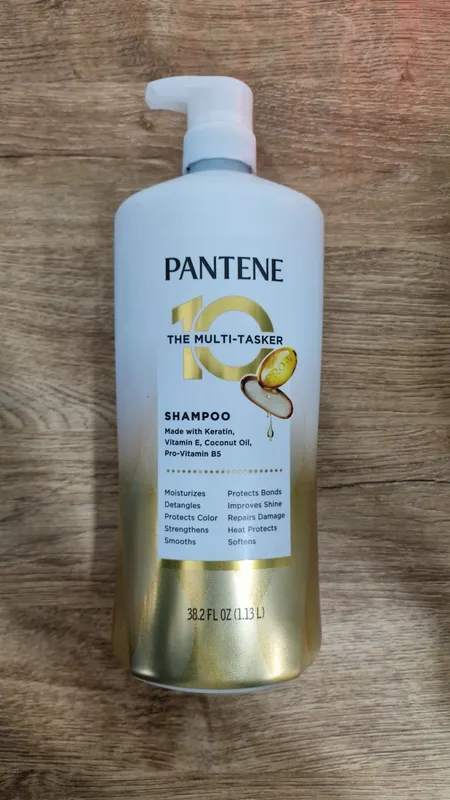 PANTENE
10
THE MULTI-TASKER
SHAMPOO
Made with Keratin,
Vitamin E, Coconut Oil,
Pro-Vitamin B5
Moisturizes Protects Bonds
Detangles Improves Shine
Protects Color Repairs Damage
Strengthens Heat Protects
Smooths Softens
38.2 FL OZ (1.13 L)